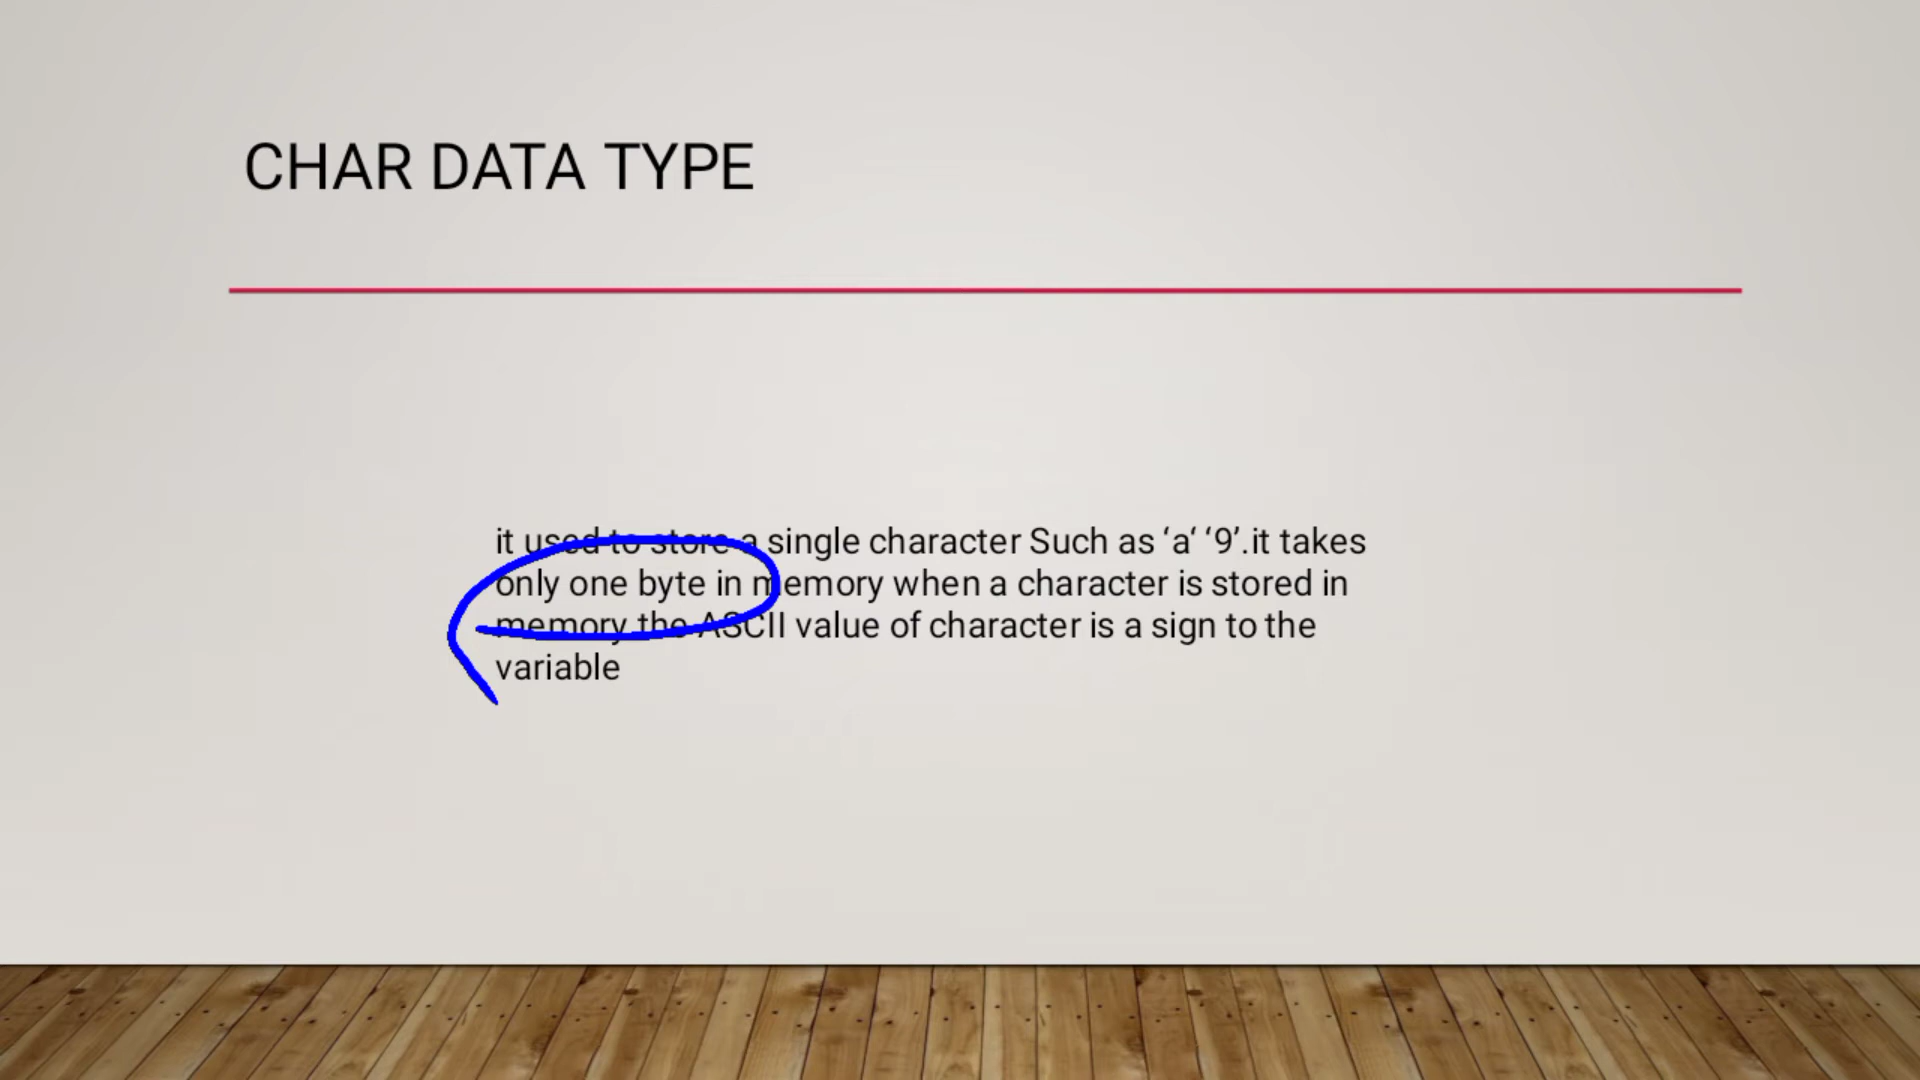 CHAR DATA TYPE
it used to store a single character Such as ‘a‘ ‘9’.it takes
only one byte in memory when a character is stored in
memory the ASCII value of character is a sign to the
variable